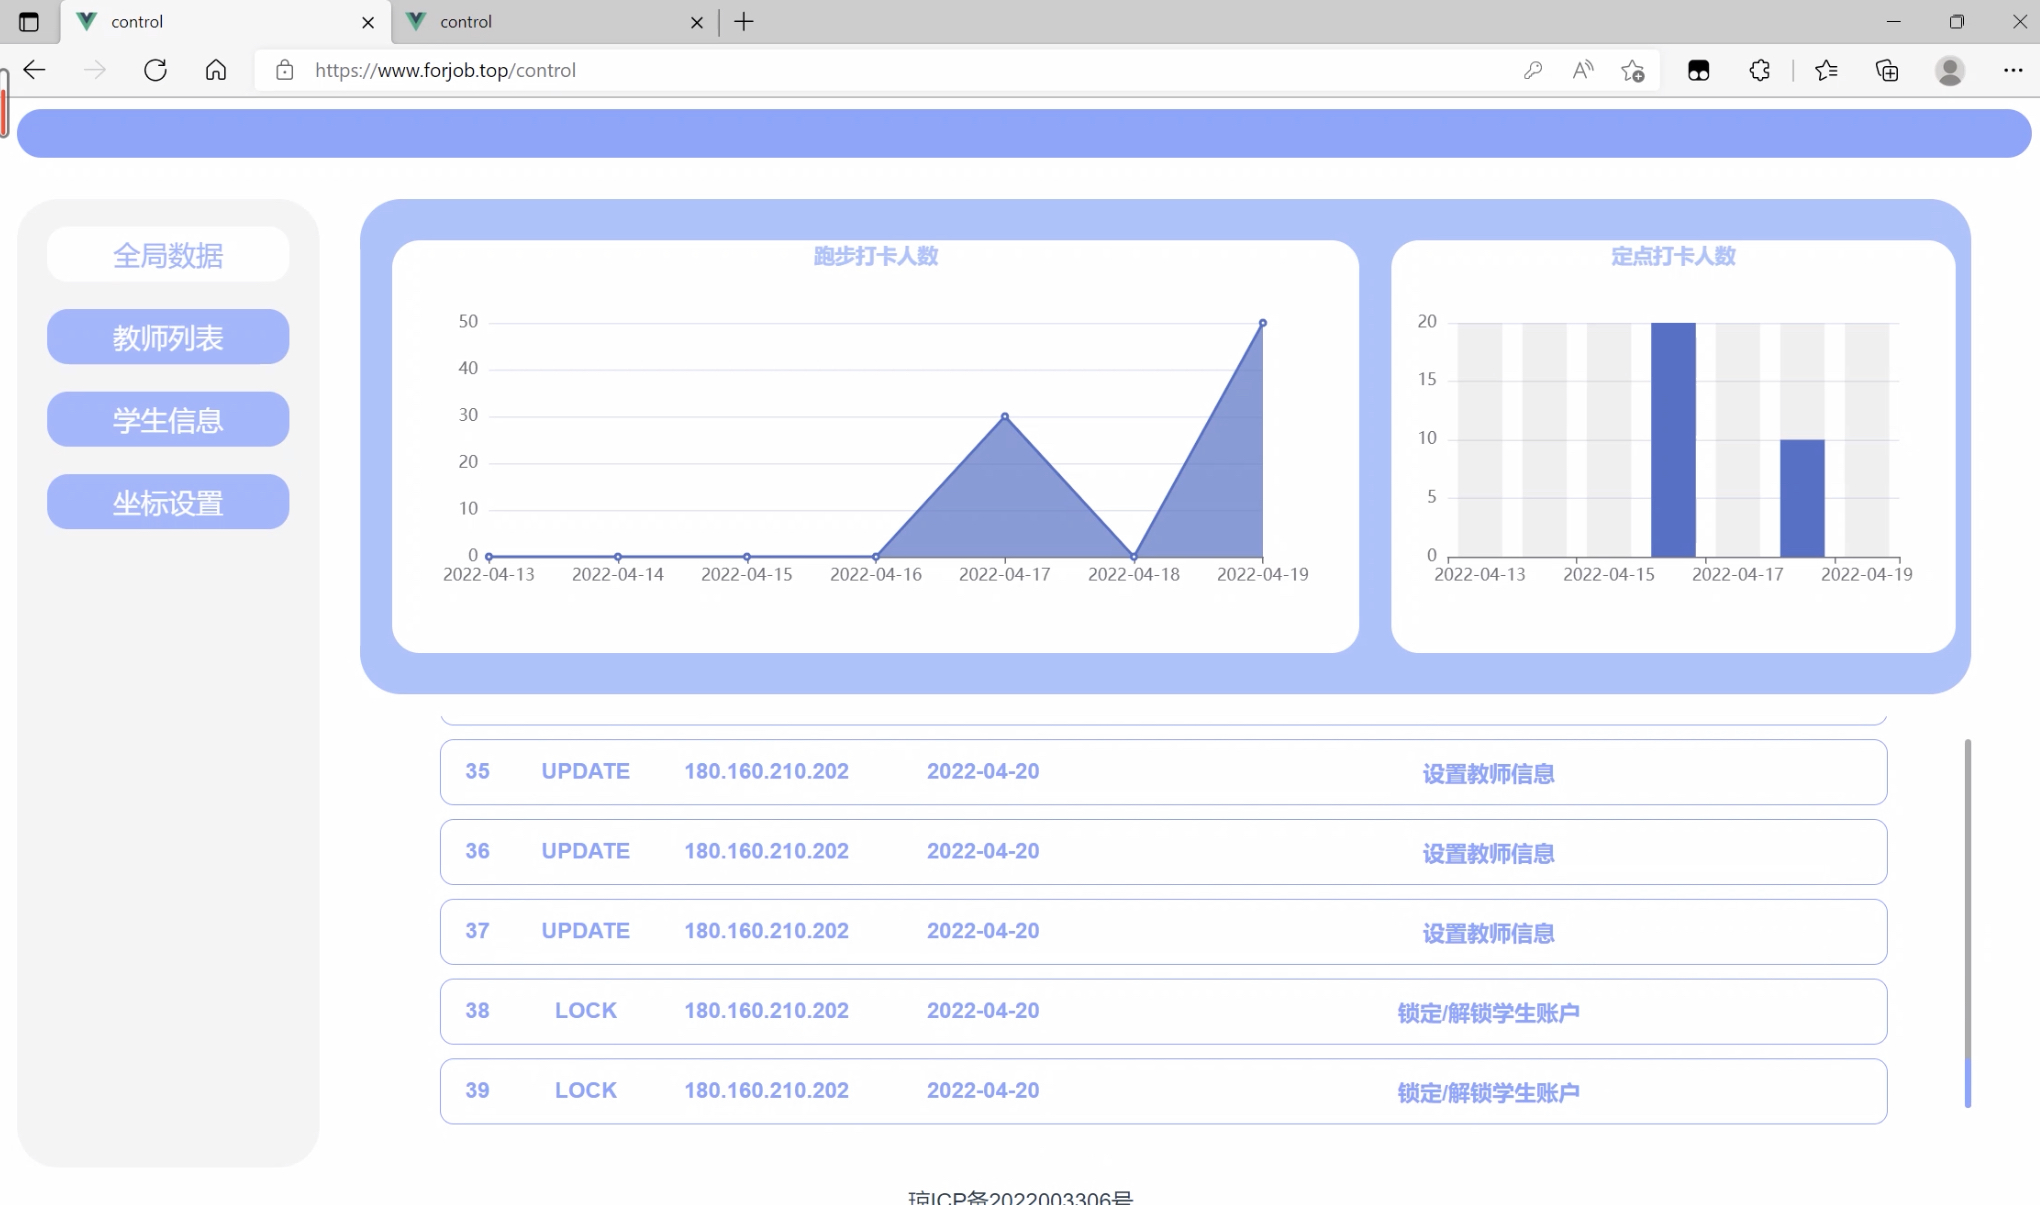 control
control
https://www.forjob.top/control
全局数据
教师列表
学生信息
坐标设置
跑步打卡人数
50
40
30
20
10
0
2022-04-13 2022-04-14 2022-04-15 2022-04-16 2022-04-17 2022-04-18 2022-04-19
定点打卡人数
20
15
10
5
0
2022-04-13 2022-04-15 2022-04-17 2022-04-19
35 UPDATE 180.160.210.202 2022-04-20 设置教师信息
36 UPDATE 180.160.210.202 2022-04-20 设置教师信息
37 UPDATE 180.160.210.202 2022-04-20 设置教师信息
38 LOCK 180.160.210.202 2022-04-20 锁定/解锁学生账户
39 LOCK 180.160.210.202 2022-04-20 锁定/解锁学生账户
琼ICP备2022003306号